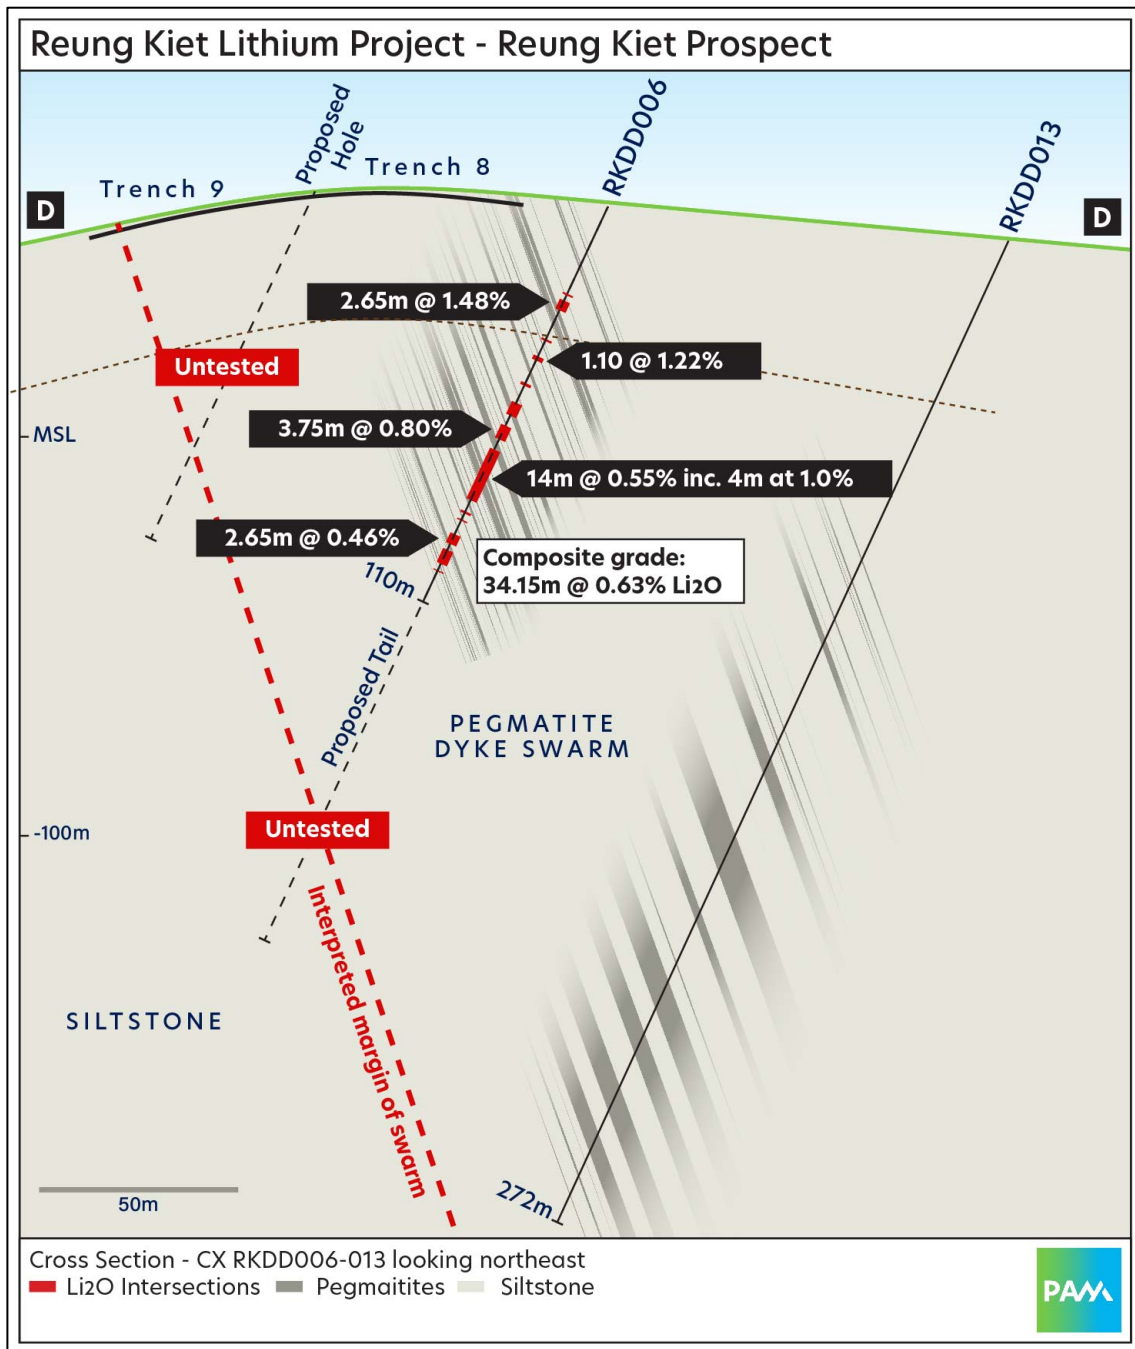 Reung Kiet Lithium Project - Reung Kiet Prospect
Proposed
Hole
RKDD006
RKDD013
Trench 9
Trench 8
D
D
2.65m @ 1.48%
1.10 @ 1.22%
Untested
3.75m @ 0.80%
MSL
14m @ 0.55% inc. 4m at 1.0%
2.65m @ 0.46%
Composite grade:
34.15m @ 0.63% Li2O
110m
Proposed Tail
PEGMATITE
DYKE SWARM
-100m
Untested
Interpreted margin of swarm
SILTSTONE
272m
50m
Cross Section - CX RKDD006-013 looking northeast
Li2O Intersections Pegmaitites Siltstone
PAM